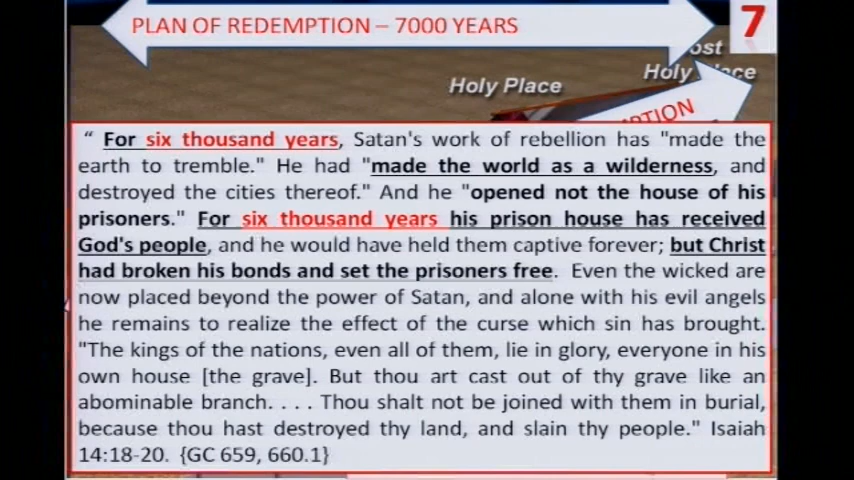 PLAN OF REDEMPTION – 7000 YEARS
7
Holy Place
Holy
“ For six thousand years, Satan's work of rebellion has "made the
earth to tremble." He had "made the world as a wilderness, and
destroyed the cities thereof." And he "opened not the house of his
prisoners." For six thousand years his prison house has received
God's people, and he would have held them captive forever; but Christ
had broken his bonds and set the prisoners free. Even the wicked are
now placed beyond the power of Satan, and alone with his evil angels
he remains to realize the effect of the curse which sin has brought.
"The kings of the nations, even all of them, lie in glory, everyone in his
own house [the grave]. But thou art cast out of thy grave like an
abominable branch. . . . Thou shalt not be joined with them in burial,
because thou hast destroyed thy land, and slain thy people." Isaiah
14:18-20. {GC 659, 660.1}